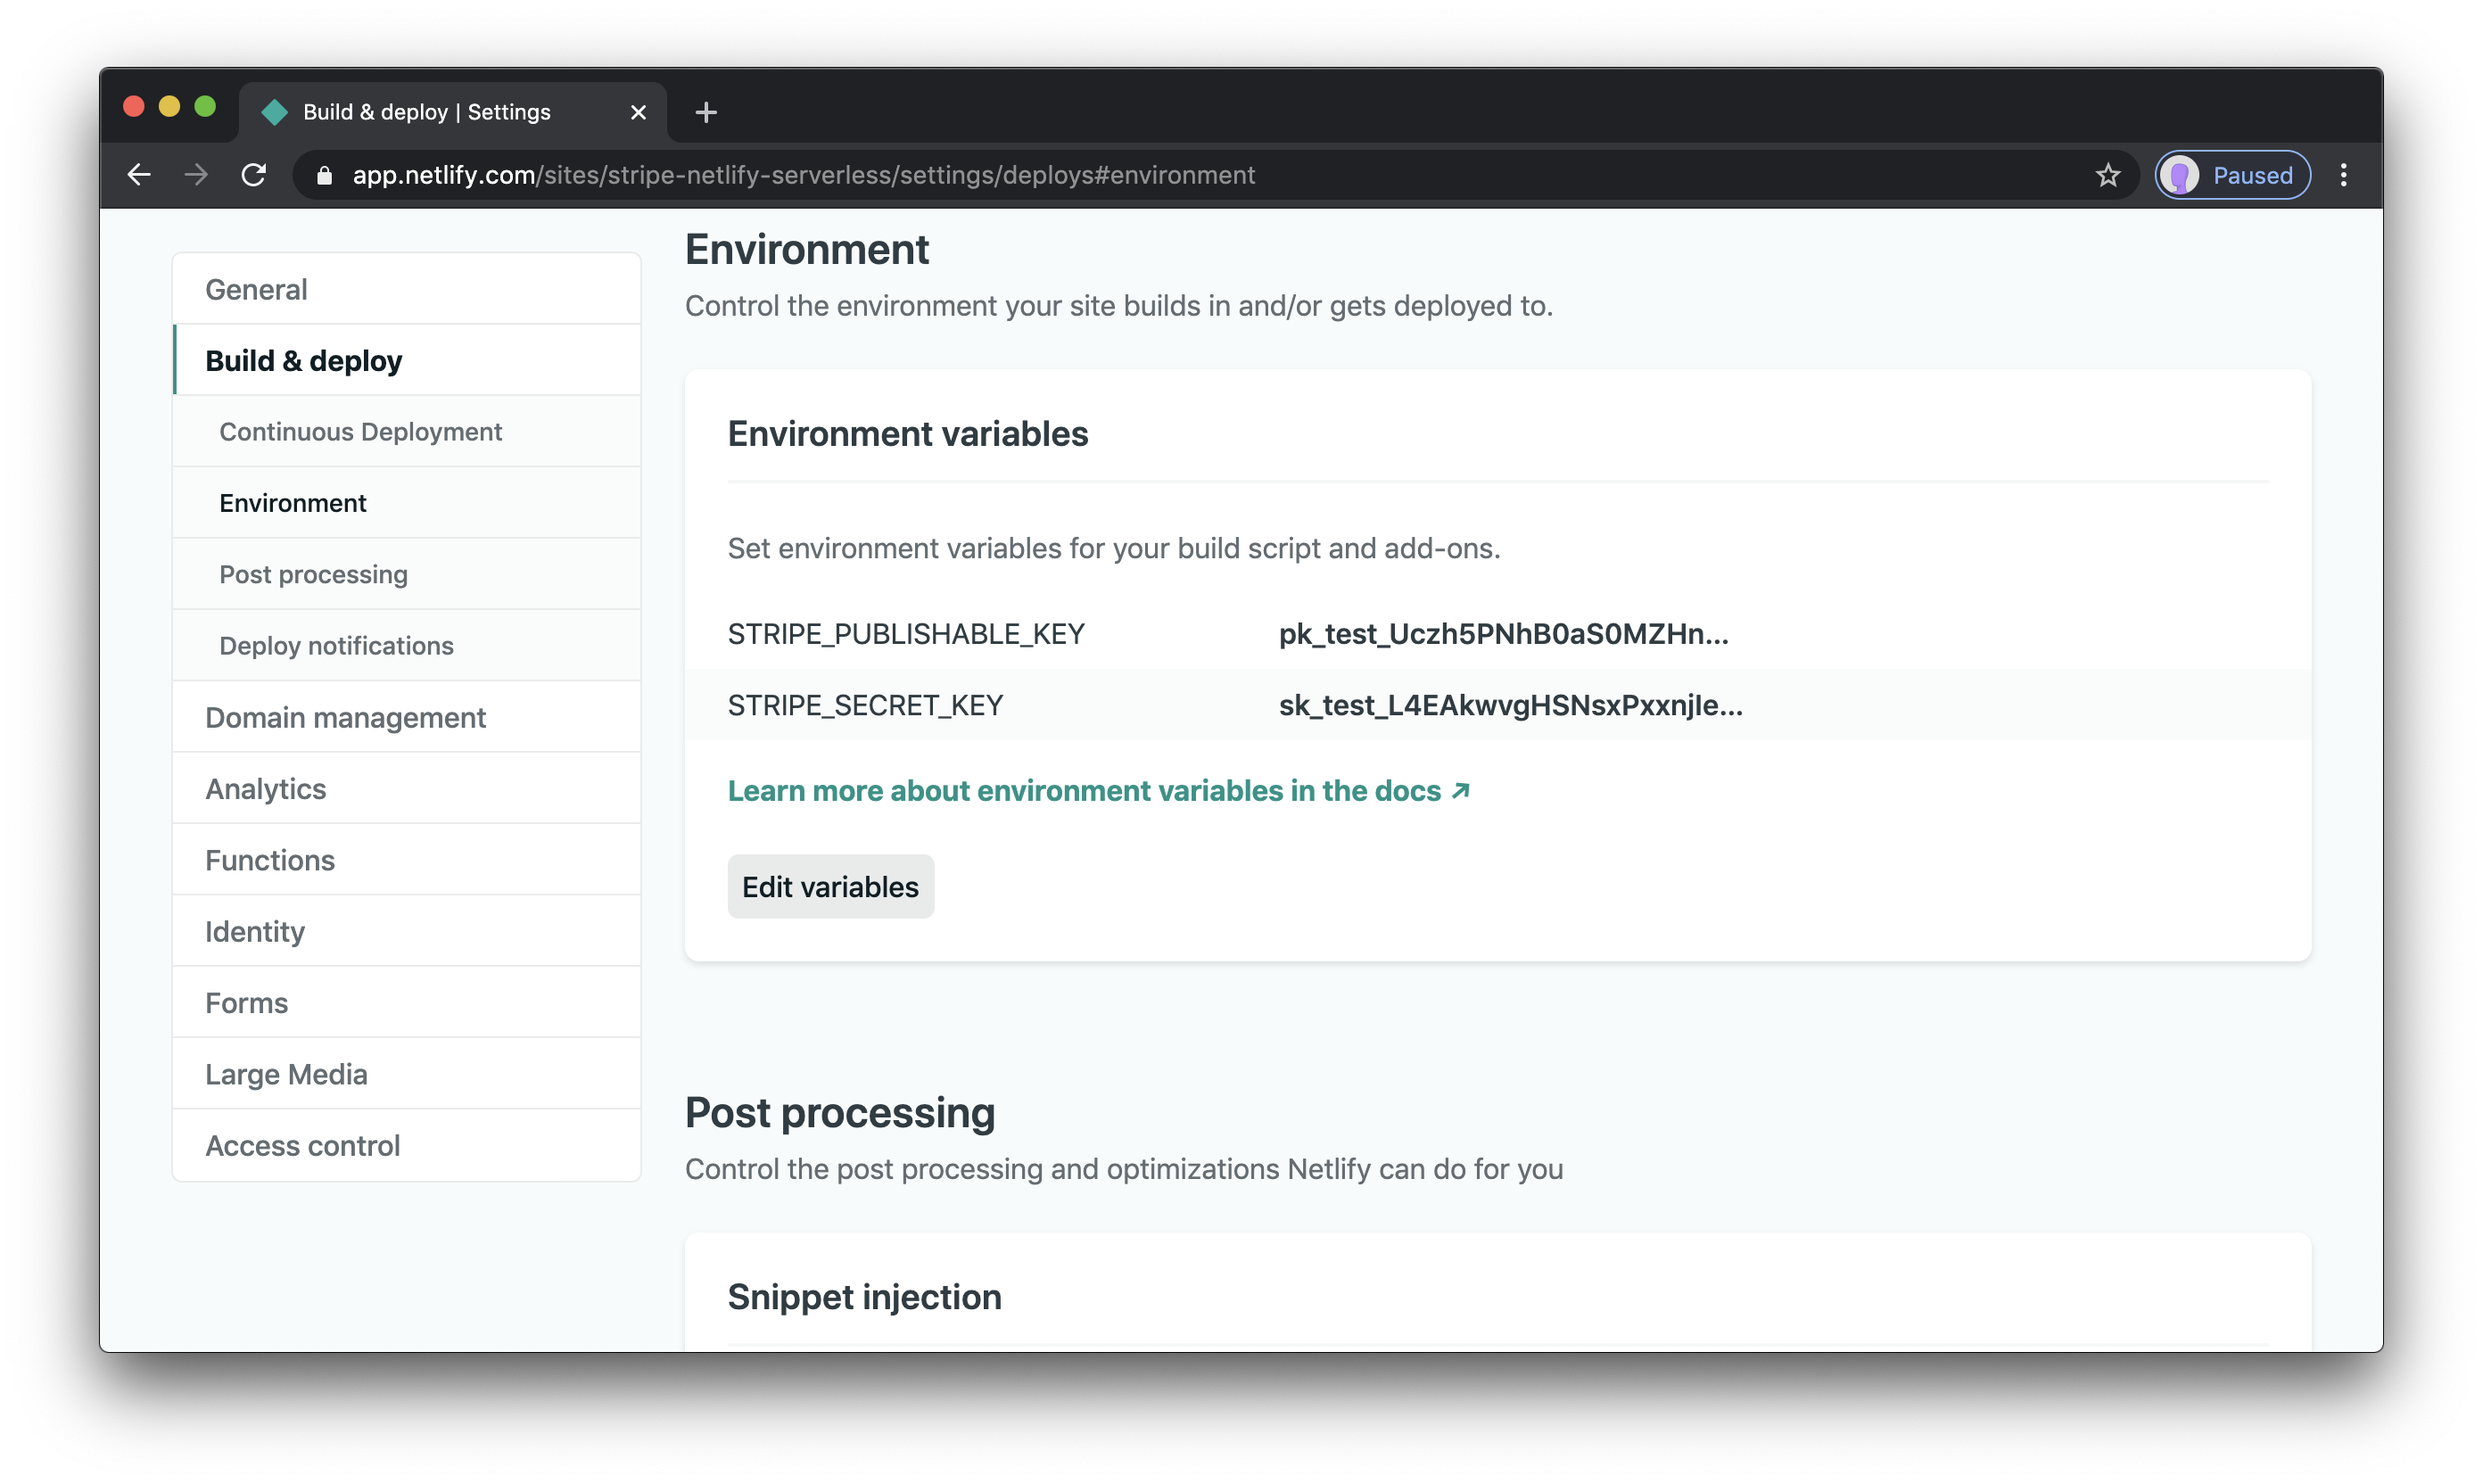 Build & deploy | Settings
app.netlify.com/sites/stripe-netlify-serverless/settings/deploys#environment
Paused
General
Build & deploy
Continuous Deployment
Environment
Post processing
Deploy notifications
Domain management
Analytics
Functions
Identity
Forms
Large Media
Access control
Environment
Control the environment your site builds in and/or gets deployed to.
Environment variables
Set environment variables for your build script and add-ons.
STRIPE_PUBLISHABLE_KEY pk_test_Uczh5PNhB0aS0MZHn...
STRIPE_SECRET_KEY sk_test_L4EAkwvgHSNsxPxxnjIe...
Learn more about environment variables in the docs ↗
Edit variables
Post processing
Control the post processing and optimizations Netlify can do for you
Snippet injection